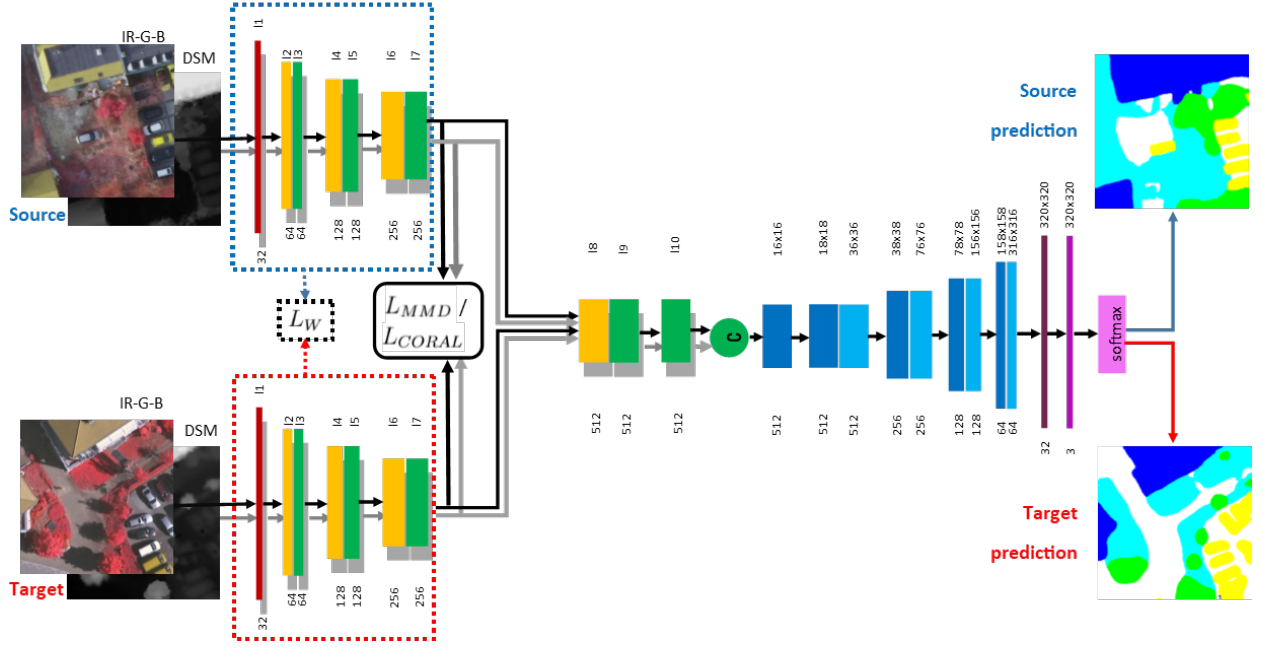 IR-G-B
DSM
Source
l1
l2
l3
l4
l5
l6
l7
32
64
64
128
128
256
256
L_W
L_MMD /
L_CORAL
IR-G-B
DSM
Target
l1
l2
l3
l4
l5
l6
l7
32
64
64
128
128
256
256
l8
l9
l10
512
512
512
C
16x16
18x18
36x36
38x38
76x76
78x78
156x156
158x158
316x316
320x320
320x320
512
512
512
256
256
128
128
64
64
32
3
softmax
Source
prediction
Target
prediction